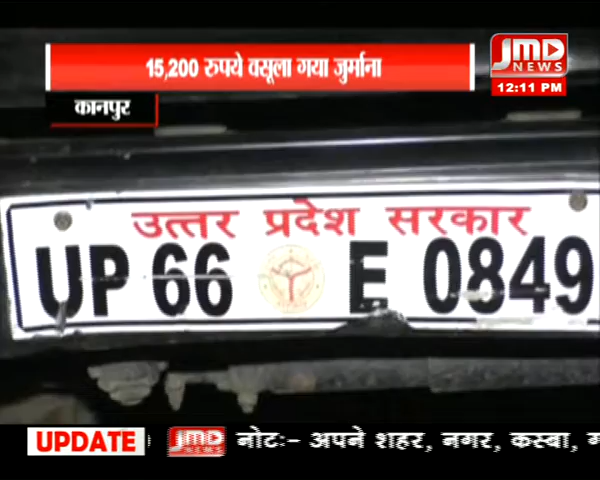 15,200 रुपये वसूला गया जुर्माना
JMD
NEWS
12:11 PM
कानपुर
उत्तर प्रदेश सरकार
UP 66 E 0849
UPDATE JMD NEWS नोटः- अपने शहर, नगर, कस्बा,